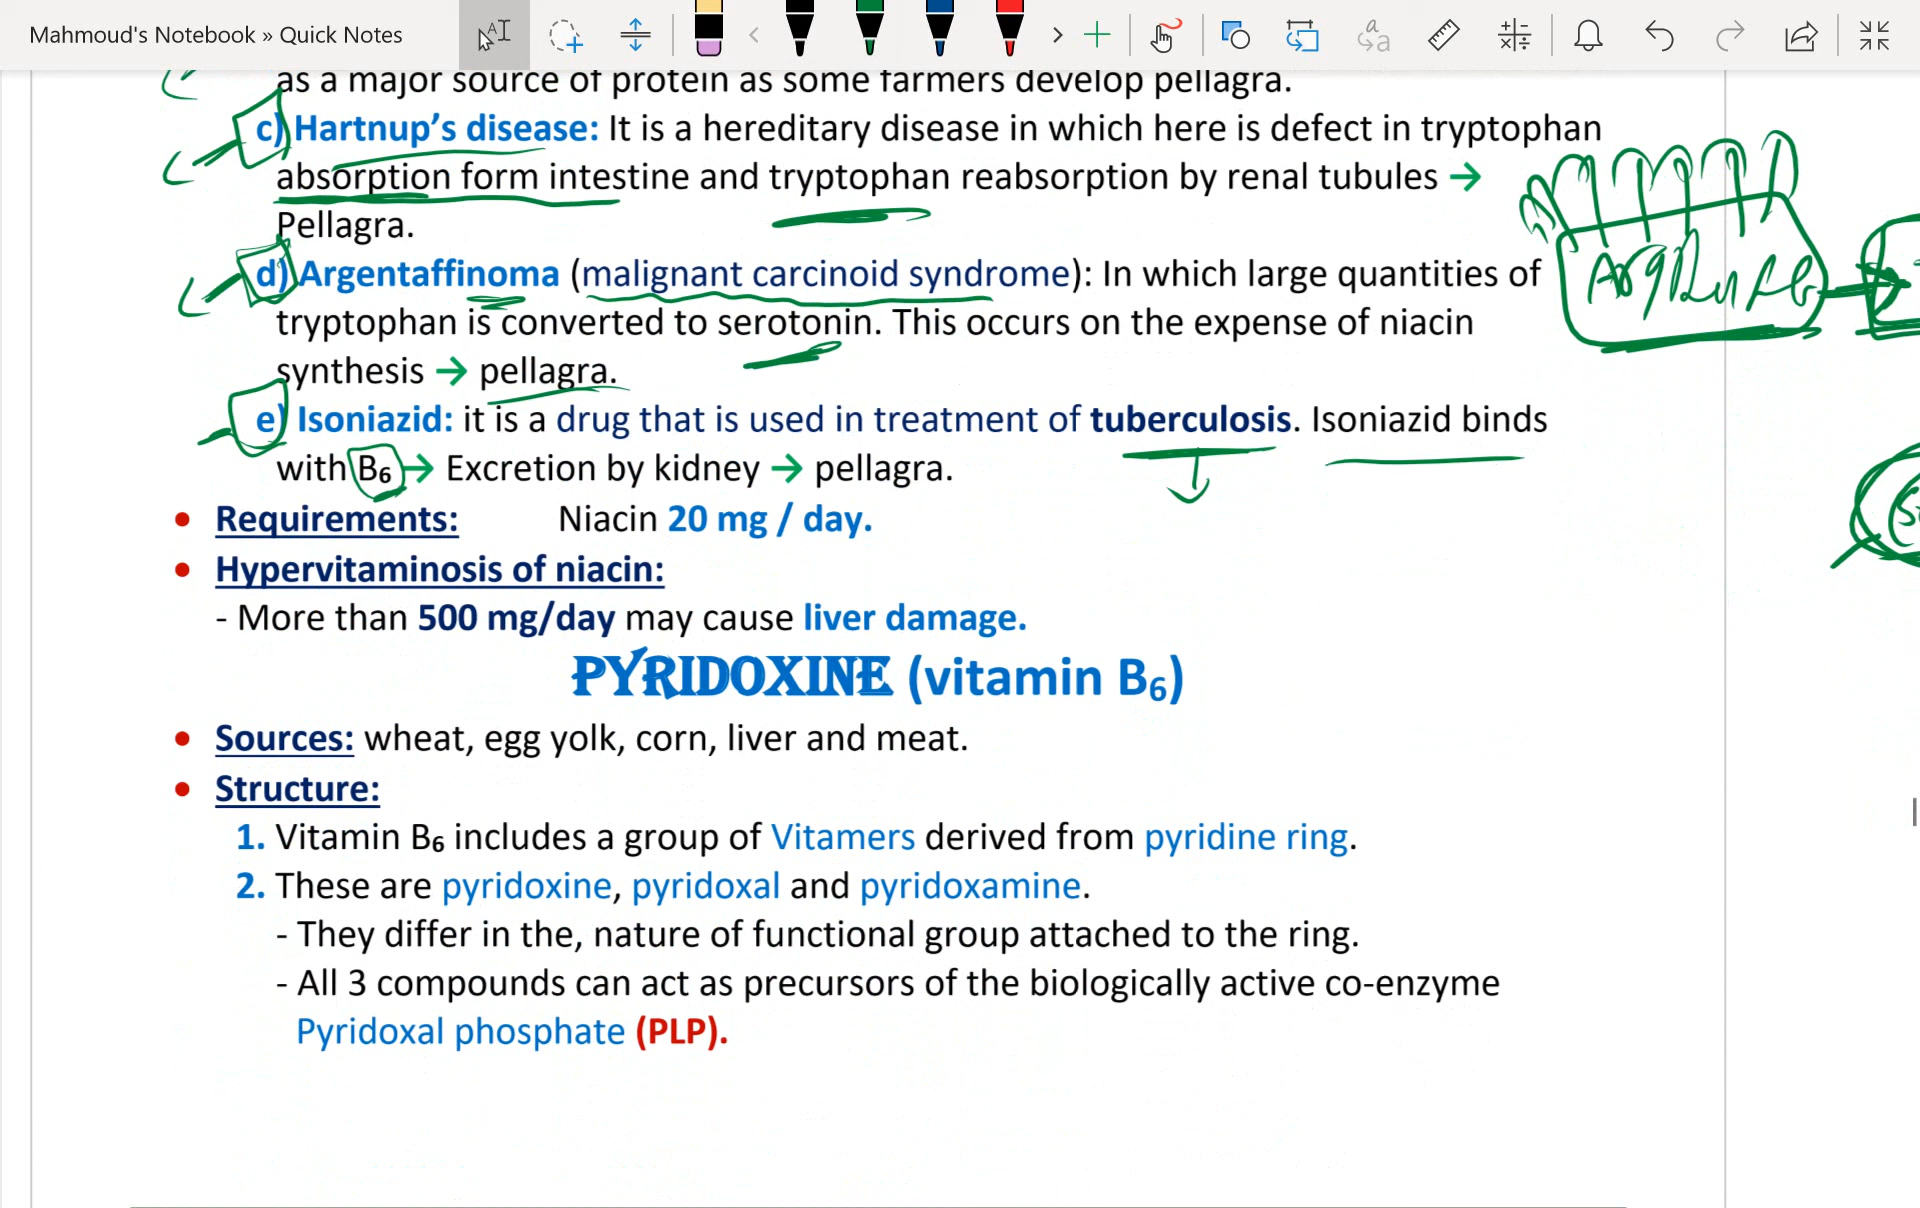 Mahmoud's Notebook » Quick Notes
as a major source of protein as some farmers develop pellagra.
c) Hartnup's disease: It is a hereditary disease in which here is defect in tryptophan
absorption form intestine and tryptophan reabsorption by renal tubules →
Pellagra.
d) Argentaffinoma (malignant carcinoid syndrome): In which large quantities of
tryptophan is converted to serotonin. This occurs on the expense of niacin
synthesis → pellagra.
e) Isoniazid: it is a drug that is used in treatment of tuberculosis. Isoniazid binds
with B₆ → Excretion by kidney → pellagra.
• Requirements: Niacin 20 mg / day.
• Hypervitaminosis of niacin:
- More than 500 mg/day may cause liver damage.
PYRIDOXINE (vitamin B₆)
• Sources: wheat, egg yolk, corn, liver and meat.
• Structure:
1. Vitamin B₆ includes a group of Vitamers derived from pyridine ring.
2. These are pyridoxine, pyridoxal and pyridoxamine.
- They differ in the, nature of functional group attached to the ring.
- All 3 compounds can act as precursors of the biologically active co-enzyme
Pyridoxal phosphate (PLP).